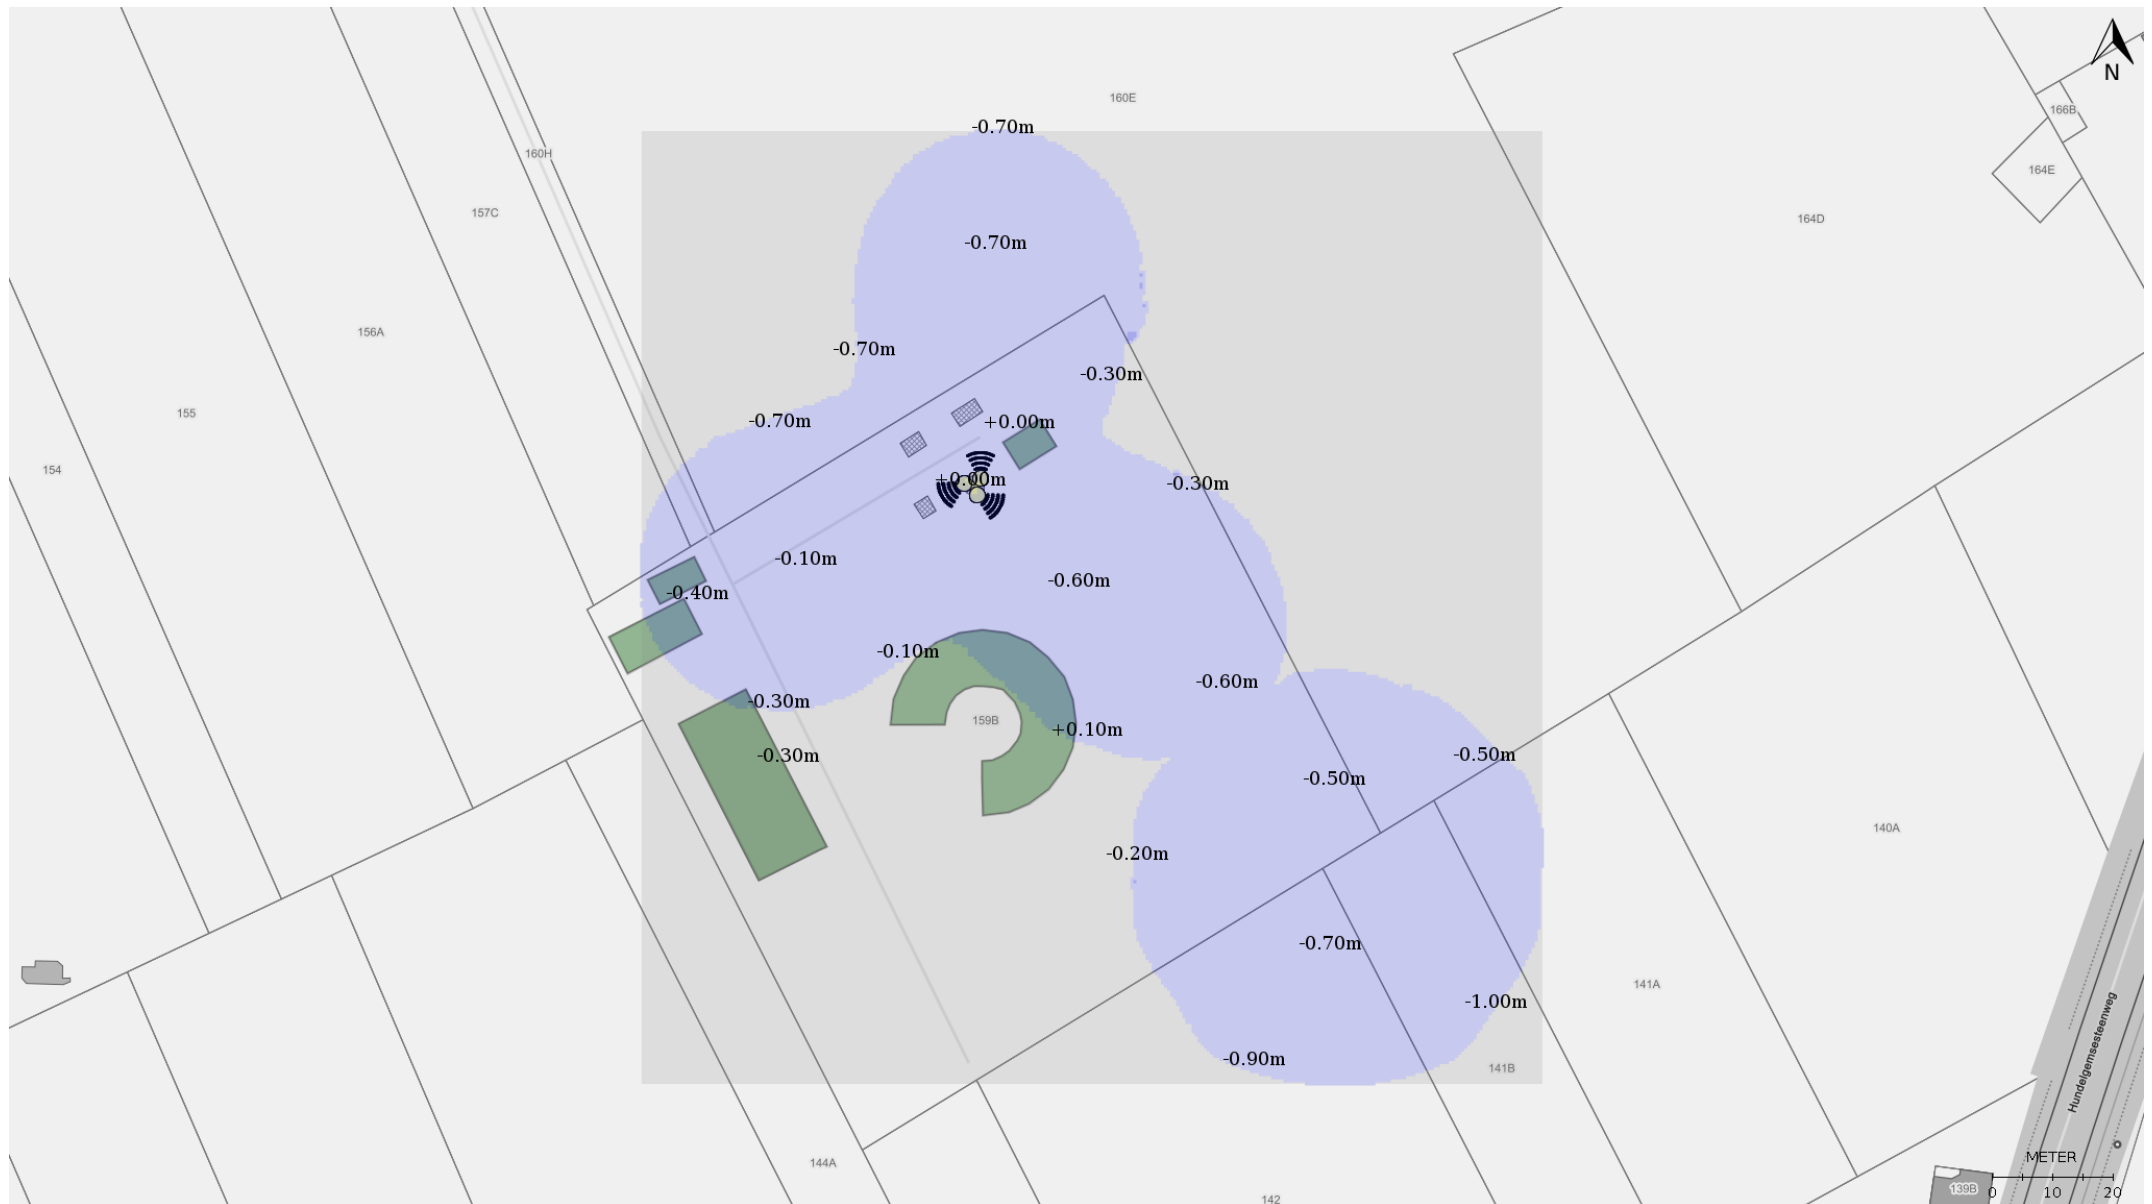 N
160E
166B
-0.70m
160H
164E
157C
164D
-0.70m
156A
-0.70m
-0.30m
155
-0.70m
+0.00m
154
+0.00m
-0.30m
-0.10m
-0.60m
-0.40m
-0.10m
-0.60m
-0.30m
159B
+0.10m
-0.30m
-0.50m
-0.50m
140A
-0.20m
-0.70m
141A
-1.00m
-0.90m
141B
Hundelgemsesteenweg
144A
METER
139B
0 10 20
142